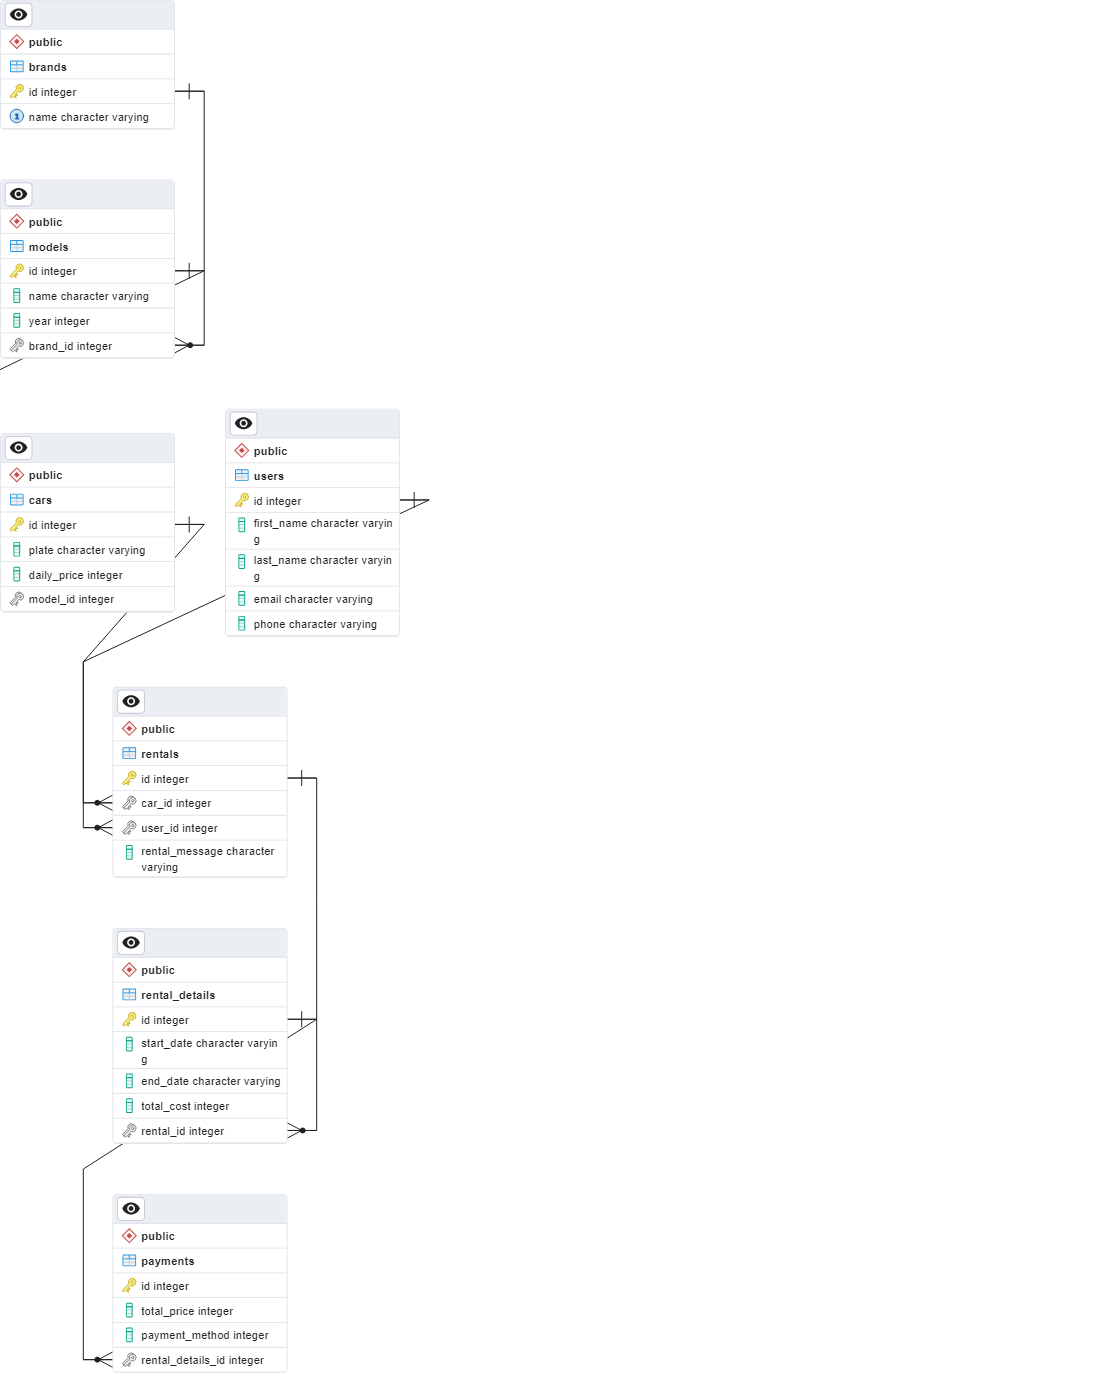 public
brands
id integer
name character varying
public
models
id integer
name character varying
year integer
brand_id integer
public
cars
id integer
plate character varying
daily_price integer
model_id integer
public
users
id integer
first_name character varyin
g
last_name character varyin
g
email character varying
phone character varying
public
rentals
id integer
car_id integer
user_id integer
rental_message character
varying
public
rental_details
id integer
start_date character varyin
g
end_date character varying
total_cost integer
rental_id integer
public
payments
id integer
total_price integer
payment_method integer
rental_details_id integer